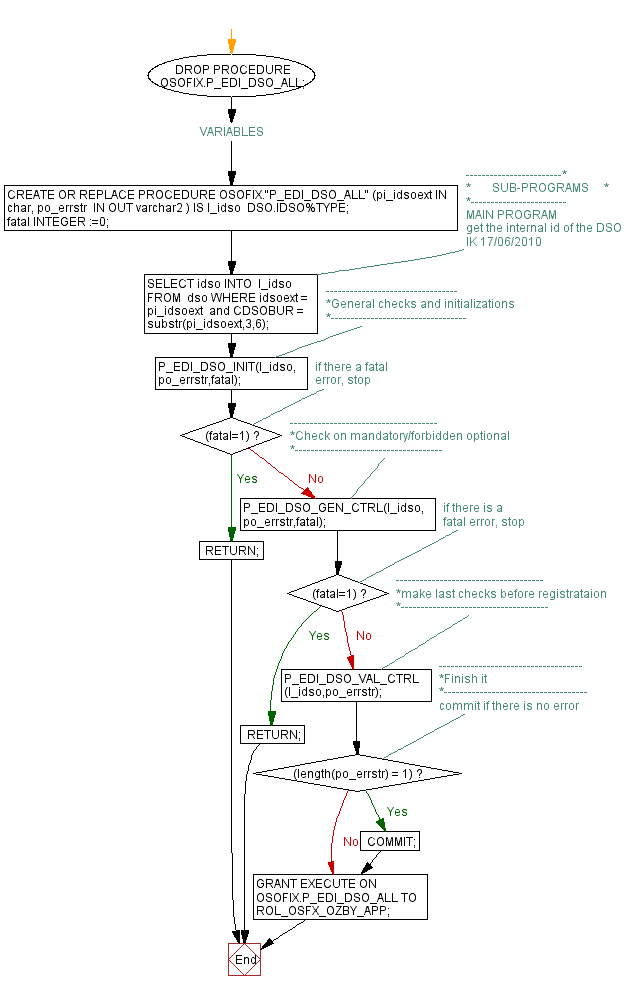 DROP PROCEDURE
OSOFIX.P_EDI_DSO_ALL;
VARIABLES
CREATE OR REPLACE PROCEDURE OSOFIX."P_EDI_DSO_ALL" (pi_idsoext IN
char, po_errstr IN OUT varchar2 ) IS l_idso DSO.IDSO%TYPE;
fatal INTEGER :=0;
------------------------*
* SUB-PROGRAMS *
*------------------------
MAIN PROGRAM
get the internal id of the DSO
IK 17/06/2010
SELECT idso INTO l_idso
FROM dso WHERE idsoext =
pi_idsoext and CDSOBUR =
substr(pi_idsoext,3,6);
----------------------------------
*General checks and initializations
*----------------------------------
P_EDI_DSO_INIT(l_idso,
po_errstr,fatal);
if there a fatal
error, stop
(fatal=1) ?
-------------------------------------
*Check on mandatory/forbidden optional
*-------------------------------------
Yes
No
P_EDI_DSO_GEN_CTRL(l_idso,
po_errstr,fatal);
if there is a
fatal error, stop
RETURN;
(fatal=1) ?
-------------------------------------
*make last checks before registrataion
*-------------------------------------
Yes
No
P_EDI_DSO_VAL_CTRL
(l_idso,po_errstr);
------------------------------------
*Finish it
*------------------------------------
commit if there is no error
RETURN;
(length(po_errstr) = 1) ?
Yes
No
COMMIT;
GRANT EXECUTE ON
OSOFIX.P_EDI_DSO_ALL TO
ROL_OSFX_OZBY_APP;
End